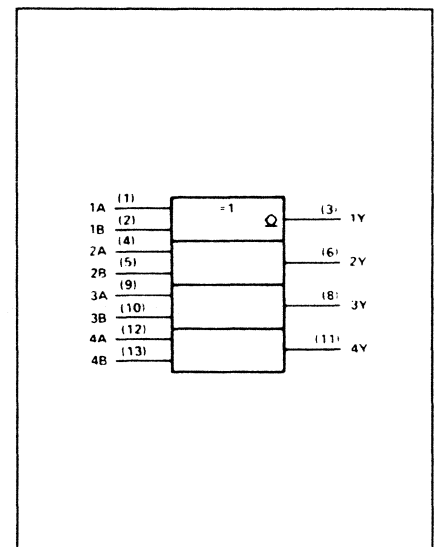 1A (1)
1B (2)
2A (4)
2B (5)
3A (9)
3B (10)
4A (12)
4B (13)
=1
(3) 1Y
(6) 2Y
(8) 3Y
(11) 4Y